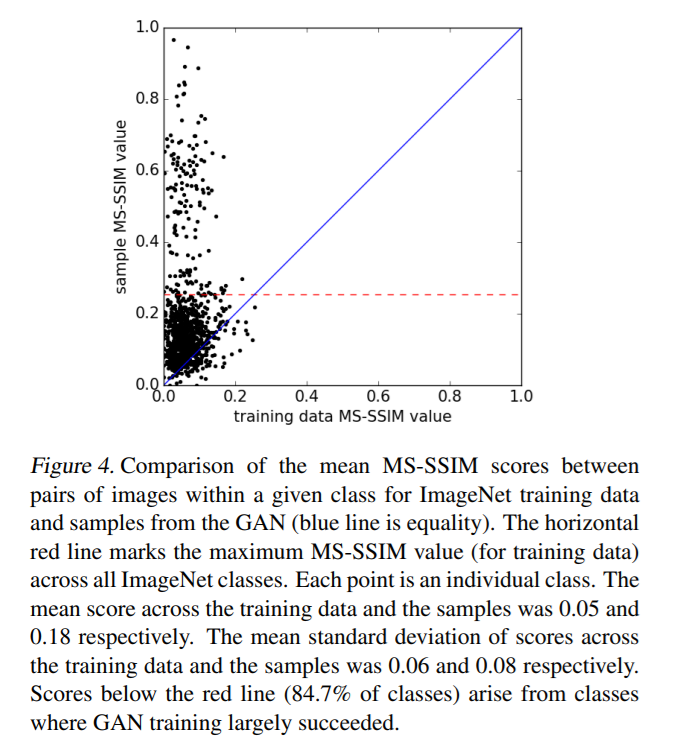 1.0
0.8
0.6
0.4
0.2
0.0
sample MS-SSIM value
0.0 0.2 0.4 0.6 0.8 1.0
training data MS-SSIM value
Figure 4. Comparison of the mean MS-SSIM scores between
pairs of images within a given class for ImageNet training data
and samples from the GAN (blue line is equality). The horizontal
red line marks the maximum MS-SSIM value (for training data)
across all ImageNet classes. Each point is an individual class. The
mean score across the training data and the samples was 0.05 and
0.18 respectively. The mean standard deviation of scores across
the training data and the samples was 0.06 and 0.08 respectively.
Scores below the red line (84.7% of classes) arise from classes
where GAN training largely succeeded.